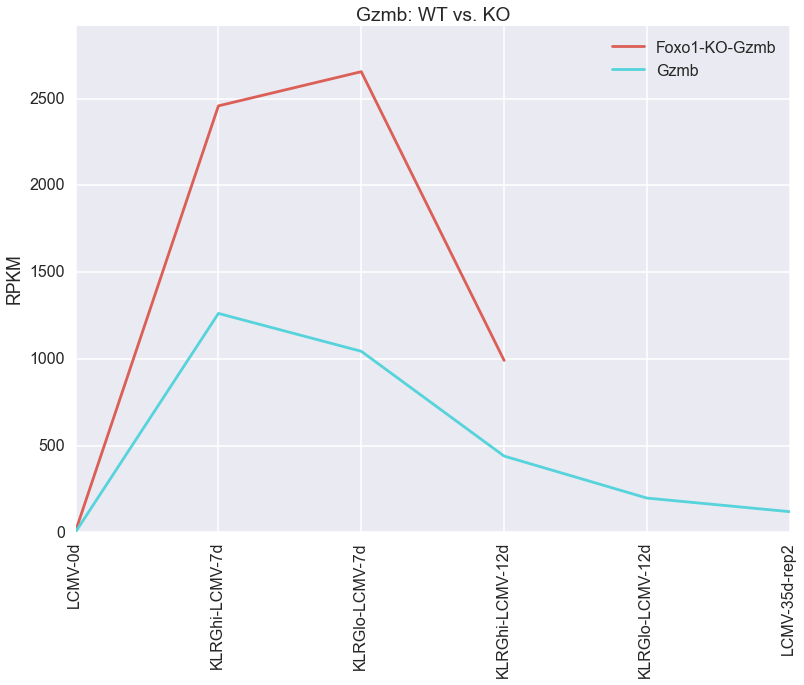 Gzmb: WT vs. KO
Foxo1-KO-Gzmb
Gzmb
RPKM
2500
2000
1500
1000
500
0
LCMV-0d
KLRGhi-LCMV-7d
KLRGlo-LCMV-7d
KLRGhi-LCMV-12d
KLRGlo-LCMV-12d
LCMV-35d-rep2